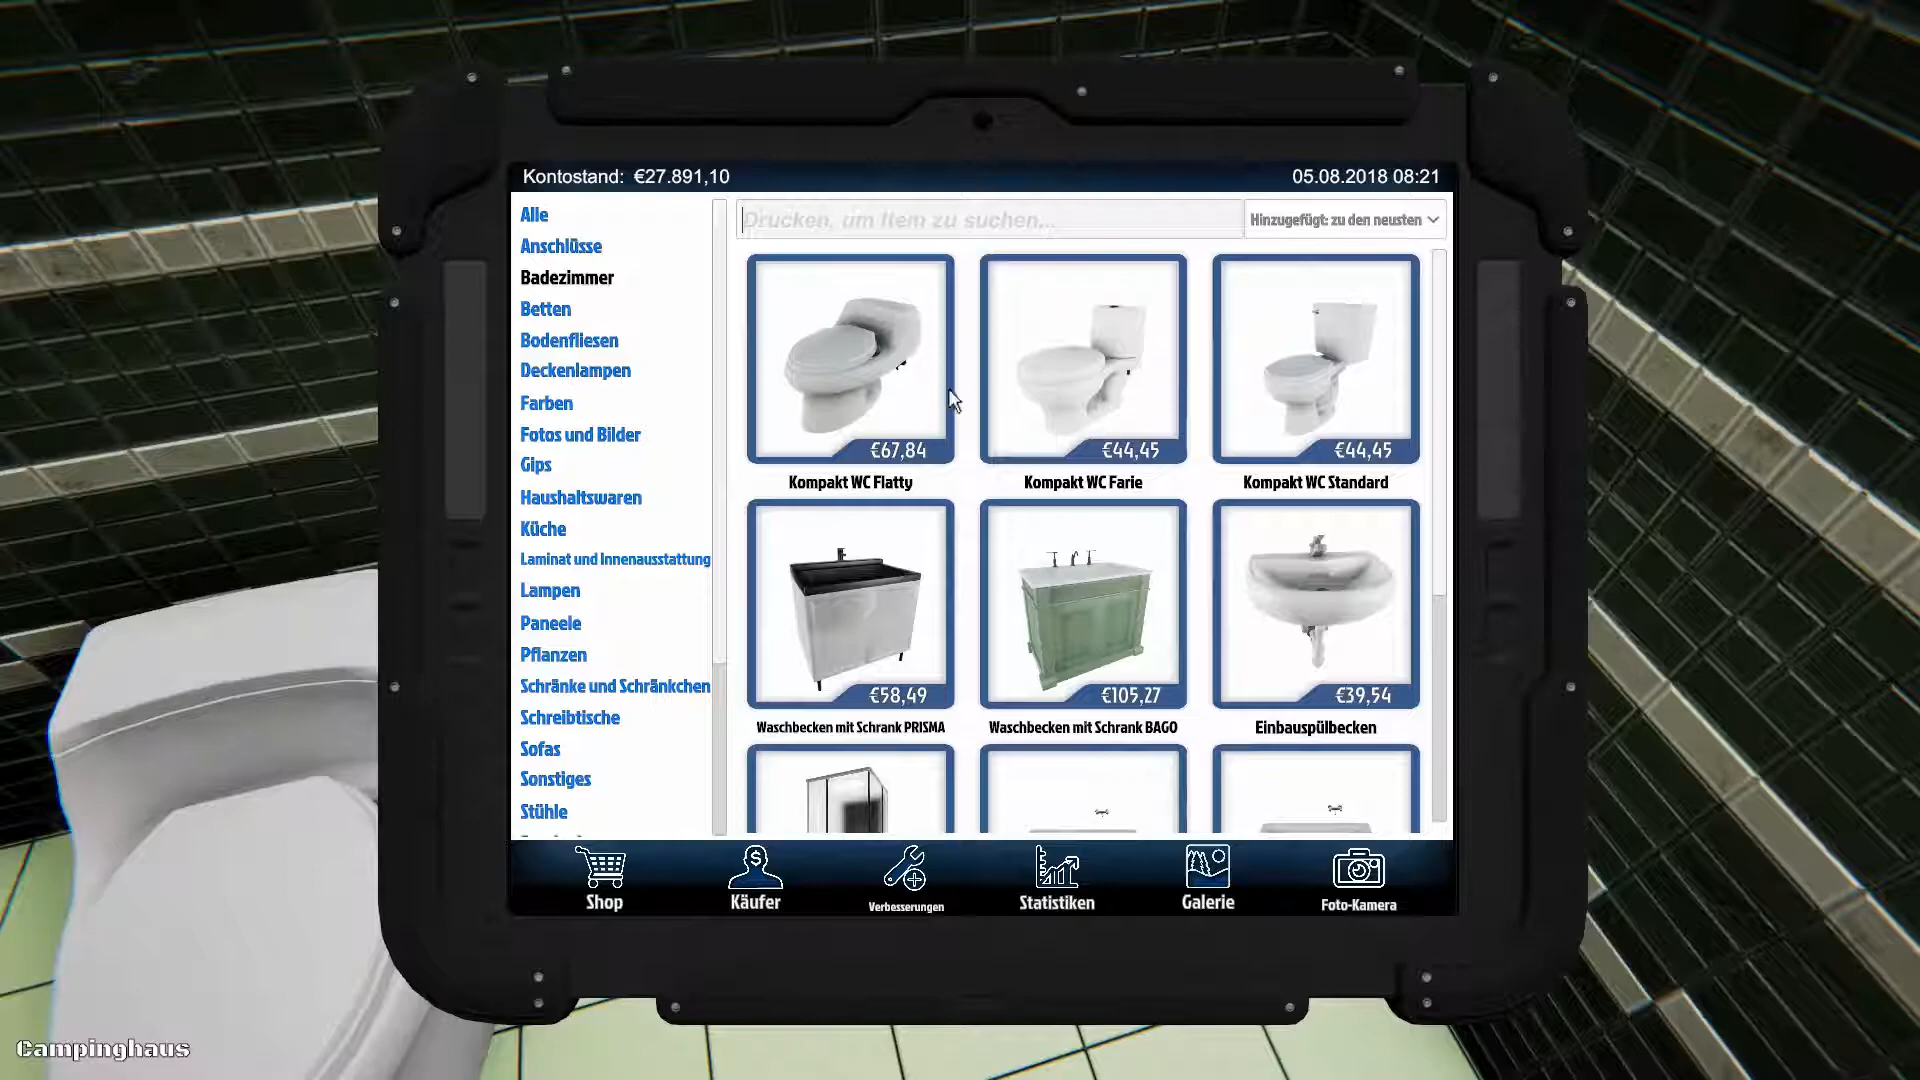 Kontostand: €27.891,10
05.08.2018 08:21
Alle
Anschlüsse
Badezimmer
Betten
Bodenfliesen
Deckenlampen
Farben
Fotos und Bilder
Gips
Haushaltswaren
Küche
Laminat und Innenausstattung
Lampen
Paneele
Pflanzen
Schränke und Schränkchen
Schreibtische
Sofas
Sonstiges
Stühle
Drucken, um Item zu suchen...
Hinzugefügt: zu den neusten
€67,84
€44,45
€44,45
Kompakt WC Flatty
Kompakt WC Farie
Kompakt WC Standard
€58,49
€105,27
€39,54
Waschbecken mit Schrank PRISMA
Waschbecken mit Schrank BAGO
Einbauspülbecken
Shop
Käufer
Verbesserungen
Statistiken
Galerie
Foto-Kamera
Campinghaus